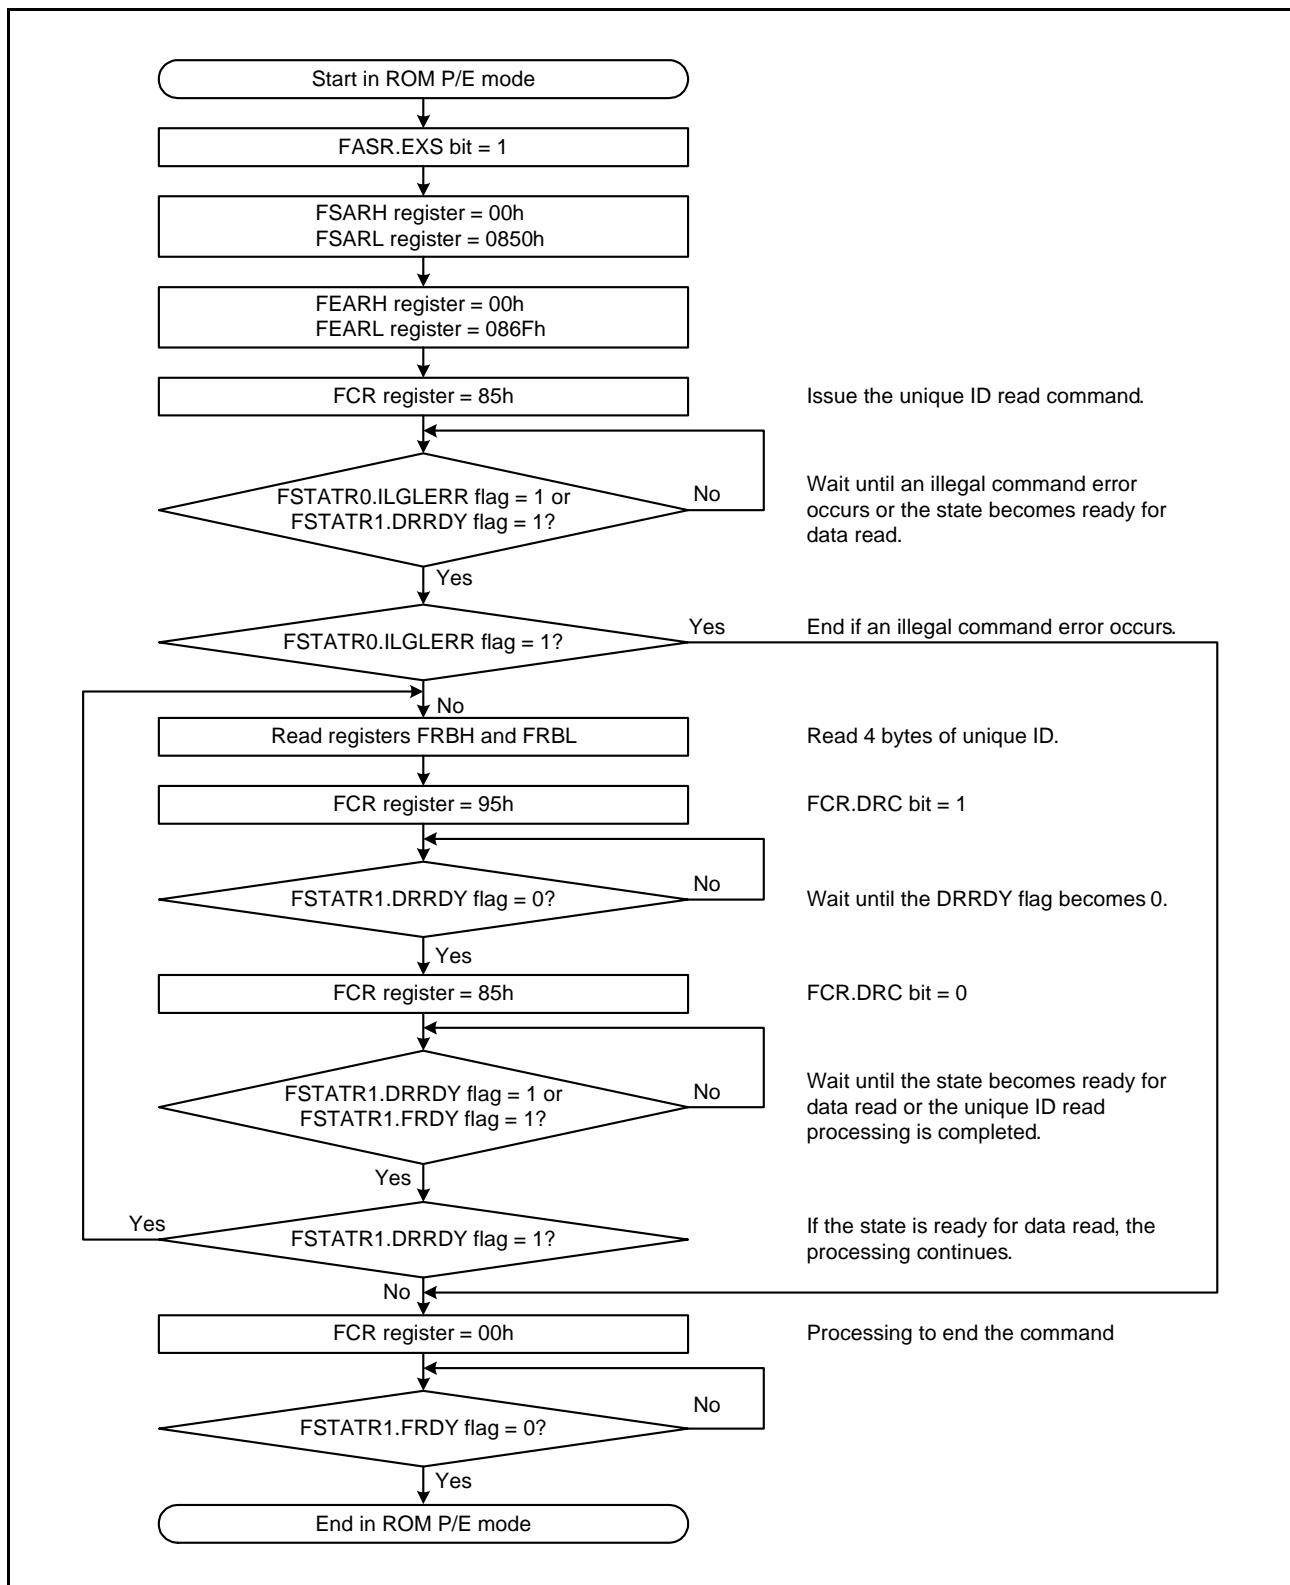 Start in ROM P/E mode
FASR.EXS bit = 1
FSARH register = 00h
FSARL register = 0850h
FEARH register = 00h
FEARL register = 086Fh
FCR register = 85h
Issue the unique ID read command.
FSTATR0.ILGLERR flag = 1 or
FSTATR1.DRRDY flag = 1?
No
Wait until an illegal command error
occurs or the state becomes ready for
data read.
Yes
FSTATR0.ILGLERR flag = 1?
Yes
End if an illegal command error occurs.
No
Read registers FRBH and FRBL
Read 4 bytes of unique ID.
FCR register = 95h
FCR.DRC bit = 1
FSTATR1.DRRDY flag = 0?
No
Wait until the DRRDY flag becomes 0.
Yes
FCR register = 85h
FCR.DRC bit = 0
FSTATR1.DRRDY flag = 1 or
FSTATR1.FRDY flag = 1?
No
Wait until the state becomes ready for
data read or the unique ID read
processing is completed.
Yes
Yes
FSTATR1.DRRDY flag = 1?
If the state is ready for data read, the
processing continues.
No
FCR register = 00h
Processing to end the command
FSTATR1.FRDY flag = 0?
No
Yes
End in ROM P/E mode